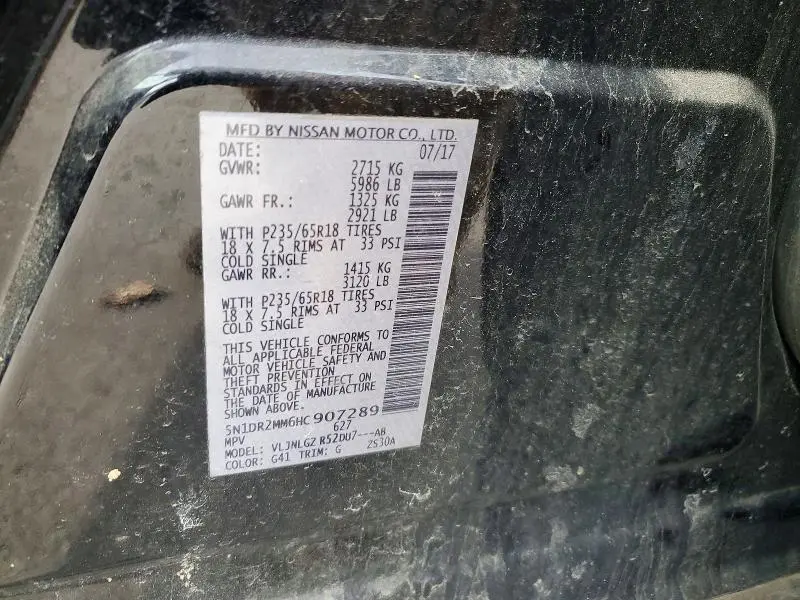 MFD BY NISSAN MOTOR CO., LTD.
DATE: 07/17
GVWR: 2715 KG
5986 LB
GAWR FR.: 1325 KG
2921 LB
WITH P235/65R18 TIRES
18 X 7.5 RIMS AT 33 PSI
COLD SINGLE
GAWR RR.: 1415 KG
3120 LB
WITH P235/65R18 TIRES
18 X 7.5 RIMS AT 33 PSI
COLD SINGLE
THIS VEHICLE CONFORMS TO
ALL APPLICABLE FEDERAL
MOTOR VEHICLE SAFETY AND
THEFT PREVENTION
STANDARDS IN EFFECT ON
THE DATE OF MANUFACTURE
SHOWN ABOVE.
5N1DR2MM6HC907289
MPV 627
MODEL: VLJNLGZ R52DU7---AB
COLOR: G41 TRIM: G ZS30A